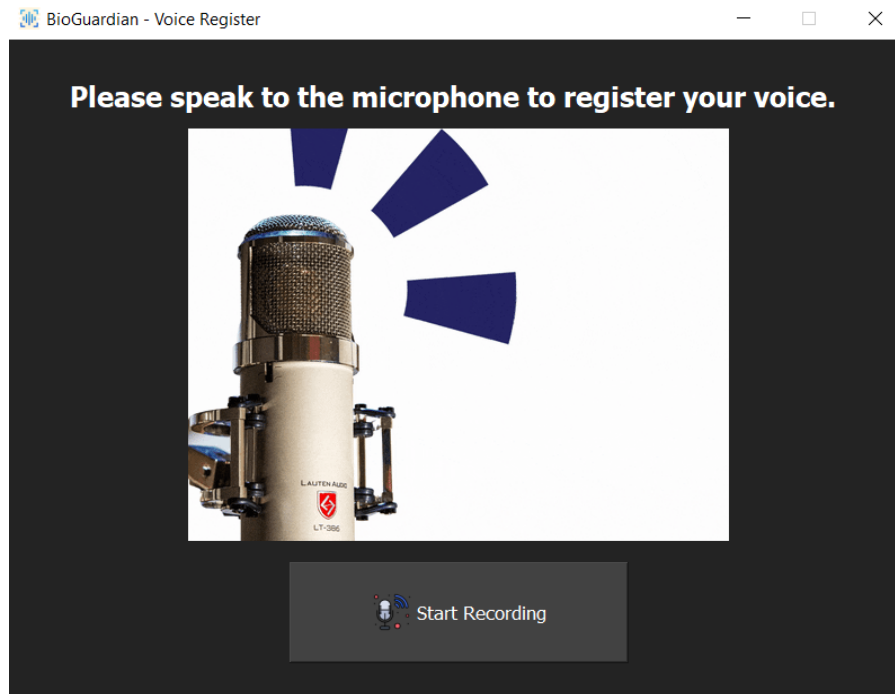 BioGuardian - Voice Register
Please speak to the microphone to register your voice.
LAUTEN AUDIO
LT-386
Start Recording